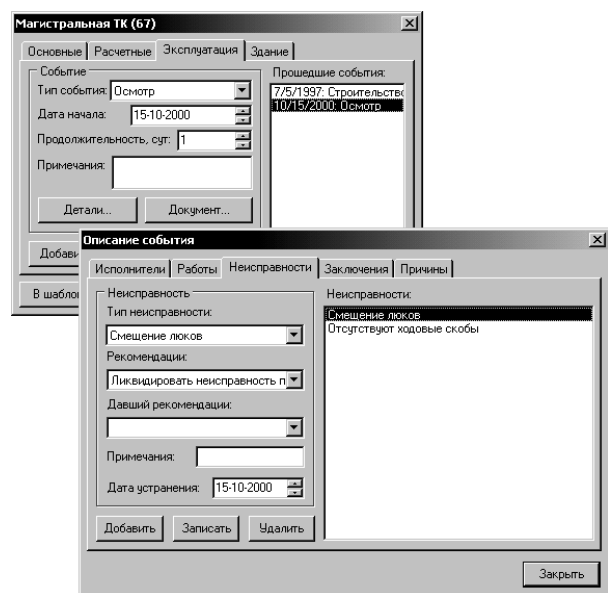 Магистральная ТК (67)
Основные Расчетные Эксплуатация Здание
Событие
Тип события: Осмотр
Дата начала: 15-10-2000
Продолжительность, сут: 1
Примечания:
Детали... Документ...
Прошедшие события:
7/5/1997: Строительство
10/15/2000: Осмотр
Добави
В шабло
Описание события
Исполнители Работы Неисправности Заключения Причины
Неисправность
Тип неисправности:
Смещение люков
Рекомендации:
Ликвидировать неисправность п
Давший рекомендации:
Примечания:
Дата устранения: 15-10-2000
Добавить Записать Удалить
Неисправности:
Смещение люков
Отсутствуют ходовые скобы
Закрыть